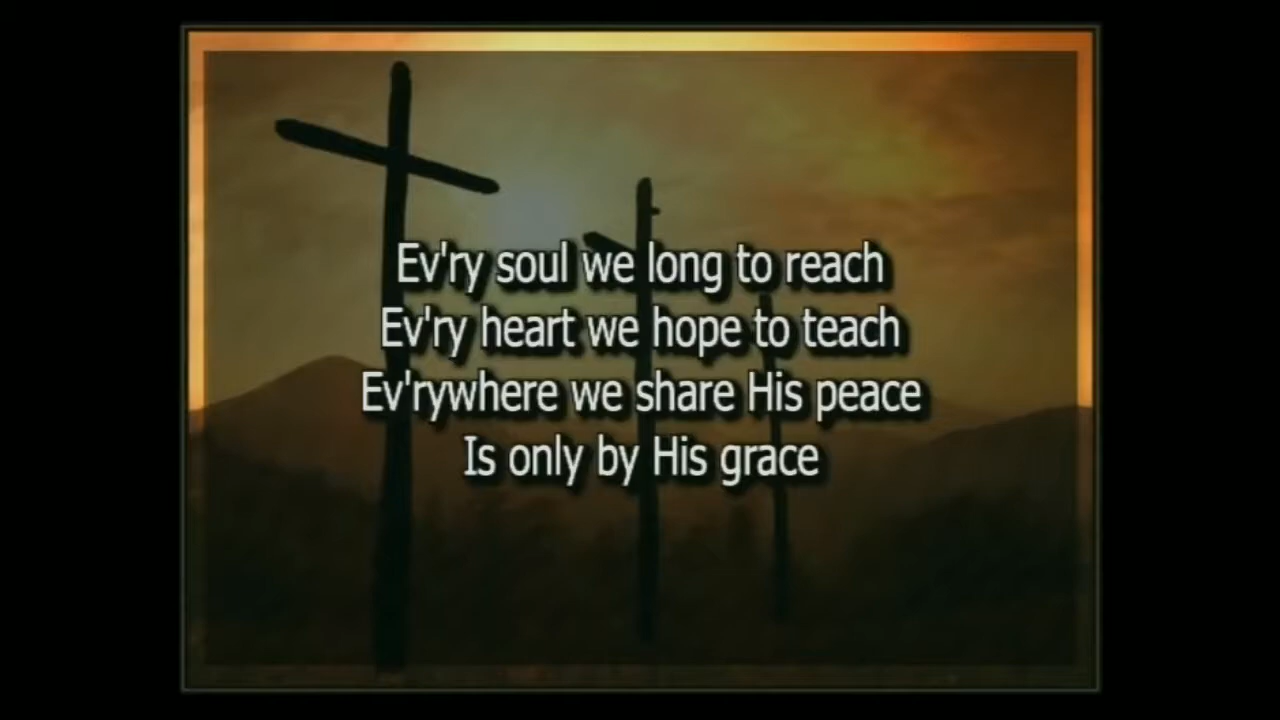 Ev'ry soul we long to reach
Ev'ry heart we hope to teach
Ev'rywhere we share His peace
Is only by His grace